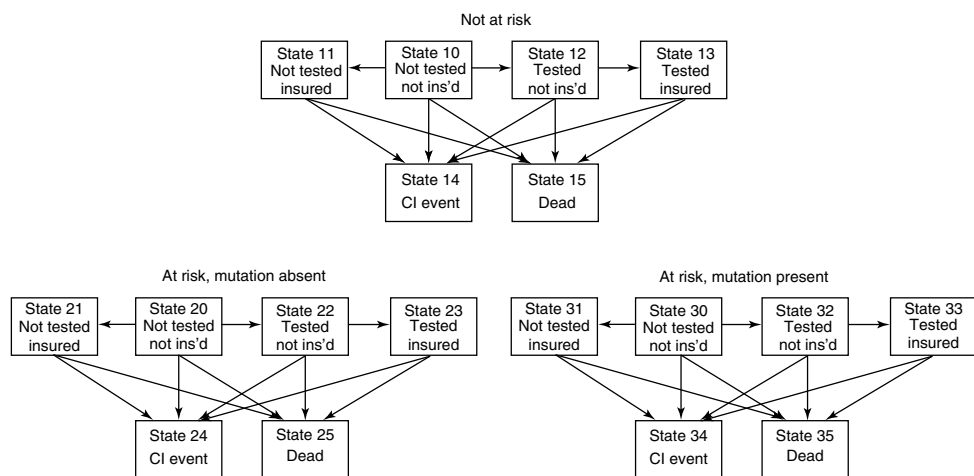 Not at risk
State 11
Not tested
insured
State 10
Not tested
not ins'd
State 12
Tested
not ins'd
State 13
Tested
insured
State 14
CI event
State 15
Dead
At risk, mutation absent
State 21
Not tested
insured
State 20
Not tested
not ins'd
State 22
Tested
not ins'd
State 23
Tested
insured
State 24
CI event
State 25
Dead
At risk, mutation present
State 31
Not tested
insured
State 30
Not tested
not ins'd
State 32
Tested
not ins'd
State 33
Tested
insured
State 34
CI event
State 35
Dead